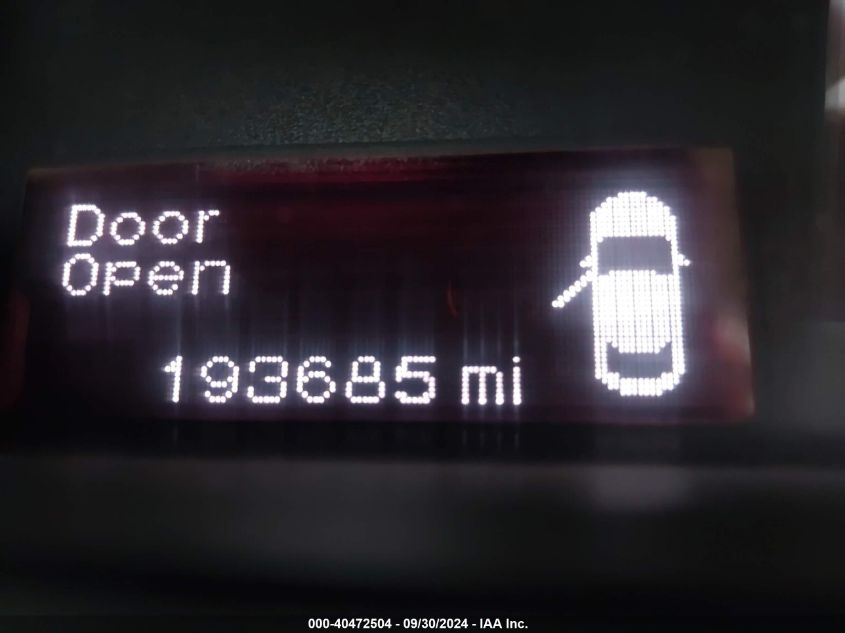 Door
Open
193685 mi
000-40472504 - 09/30/2024 - IAA Inc.